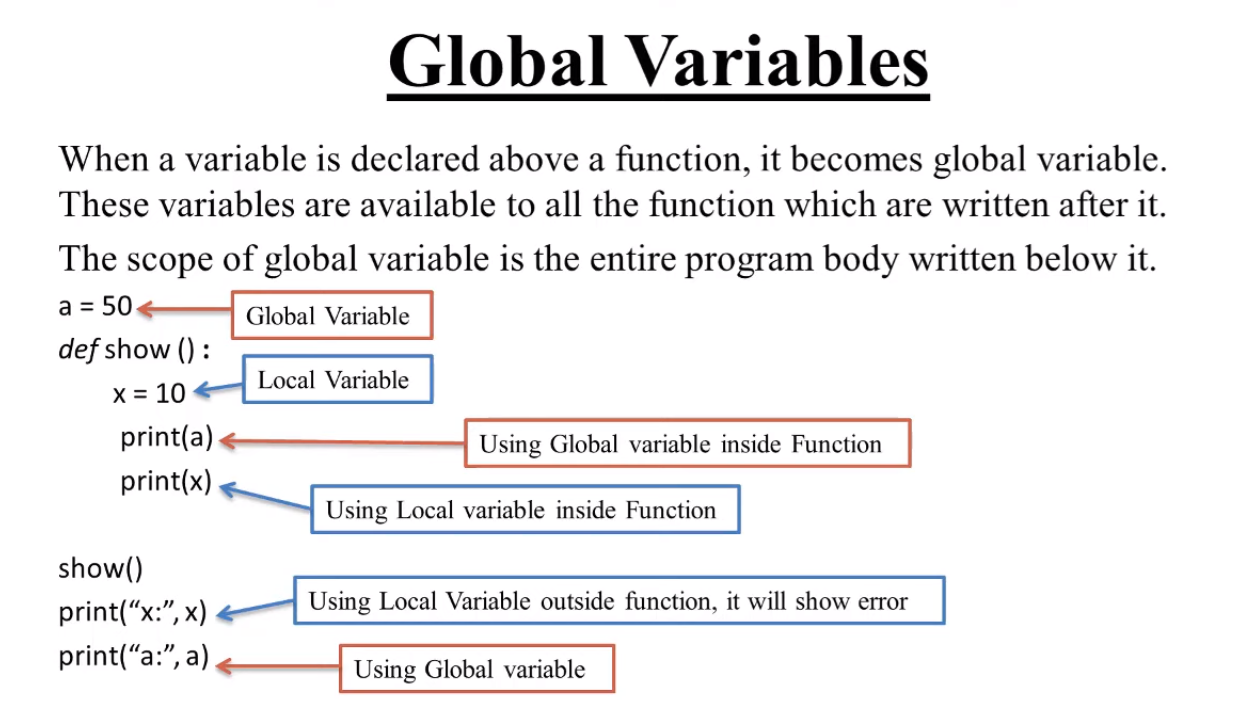 Global Variables
When a variable is declared above a function, it becomes global variable.
These variables are available to all the function which are written after it.
The scope of global variable is the entire program body written below it.
a = 50
Global Variable
def show () :
Local Variable
x = 10
print(a)
Using Global variable inside Function
print(x)
Using Local variable inside Function
show()
print(“x:”, x)
Using Local Variable outside function, it will show error
print(“a:”, a)
Using Global variable